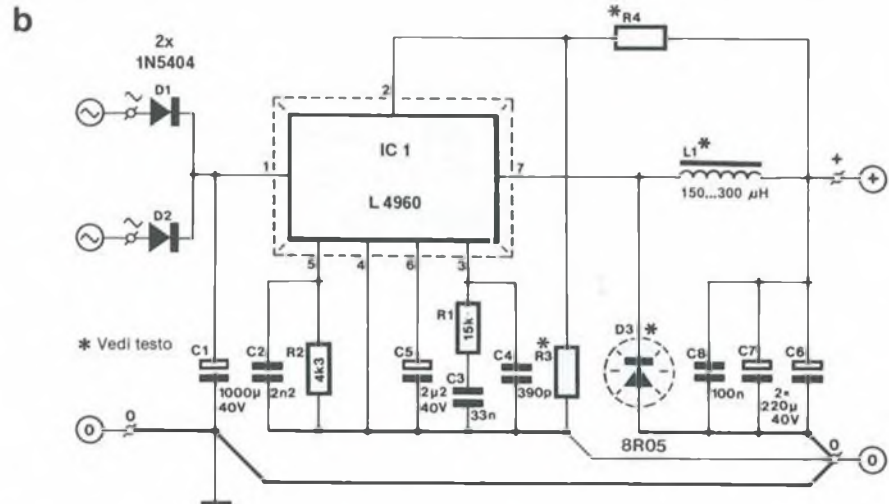 b
2x
1N5404
D1
D2
~
~
1
2
IC 1
L 4960
7
5
4
6
3
*R4
L1*
150...300 µH
+
+
* Vedi testo
C1
1000µ
40V
C2
2n2
R2
4k3
C5
2µ2
40V
R1
15k
C3
33n
C4
390p
*
R3
D3 *
8R05
C8
100n
C7
C6
2x
220µ
40V
0
0
0
0